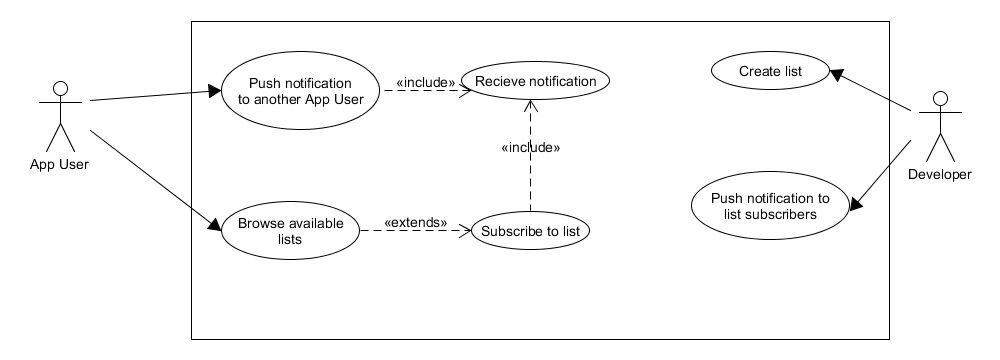 Push notification
to another App User
«include»
Recieve notification
Create list
App User
«include»
Developer
Push notification to
list subscribers
Browse available
lists
«extends»
Subscribe to list